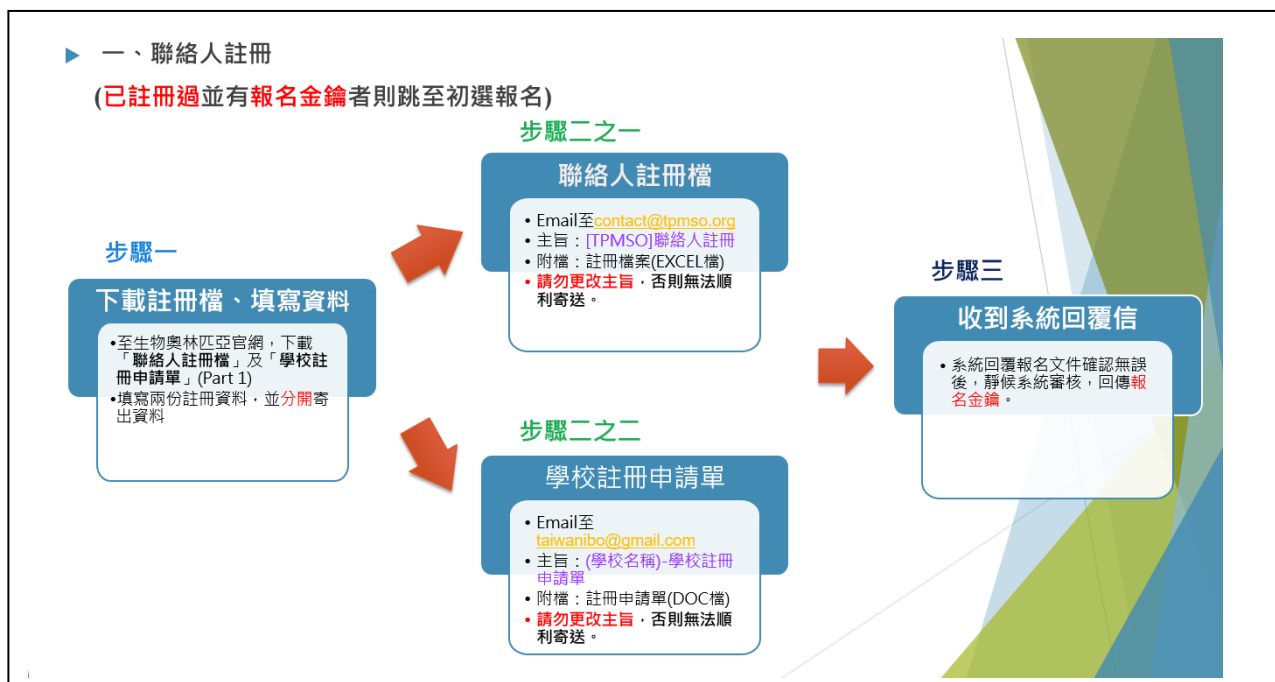 一、聯絡人註冊
(已註冊過並有報名金鑰者則跳至初選報名)
步驟一
下載註冊檔、填寫資料
•至生物奧林匹亞官網，下載
「聯絡人註冊檔」及「學校註
冊申請單」(Part 1)
•填寫兩份註冊資料，並分開寄
出資料
步驟二之一
聯絡人註冊檔
• Email至contact@tpmso.org
• 主旨：[TPMSO]聯絡人註冊
• 附檔：註冊檔案(EXCEL檔)
• 請勿更改主旨，否則無法順
利寄送。
步驟二之二
學校註冊申請單
• Email至
taiwanibo@gmail.com
• 主旨：(學校名稱)-學校註冊
申請單
• 附檔：註冊申請單(DOC檔)
• 請勿更改主旨，否則無法順
利寄送。
步驟三
收到系統回覆信
• 系統回覆報名文件確認無誤
後，靜候系統審核，回傳報
名金鑰。